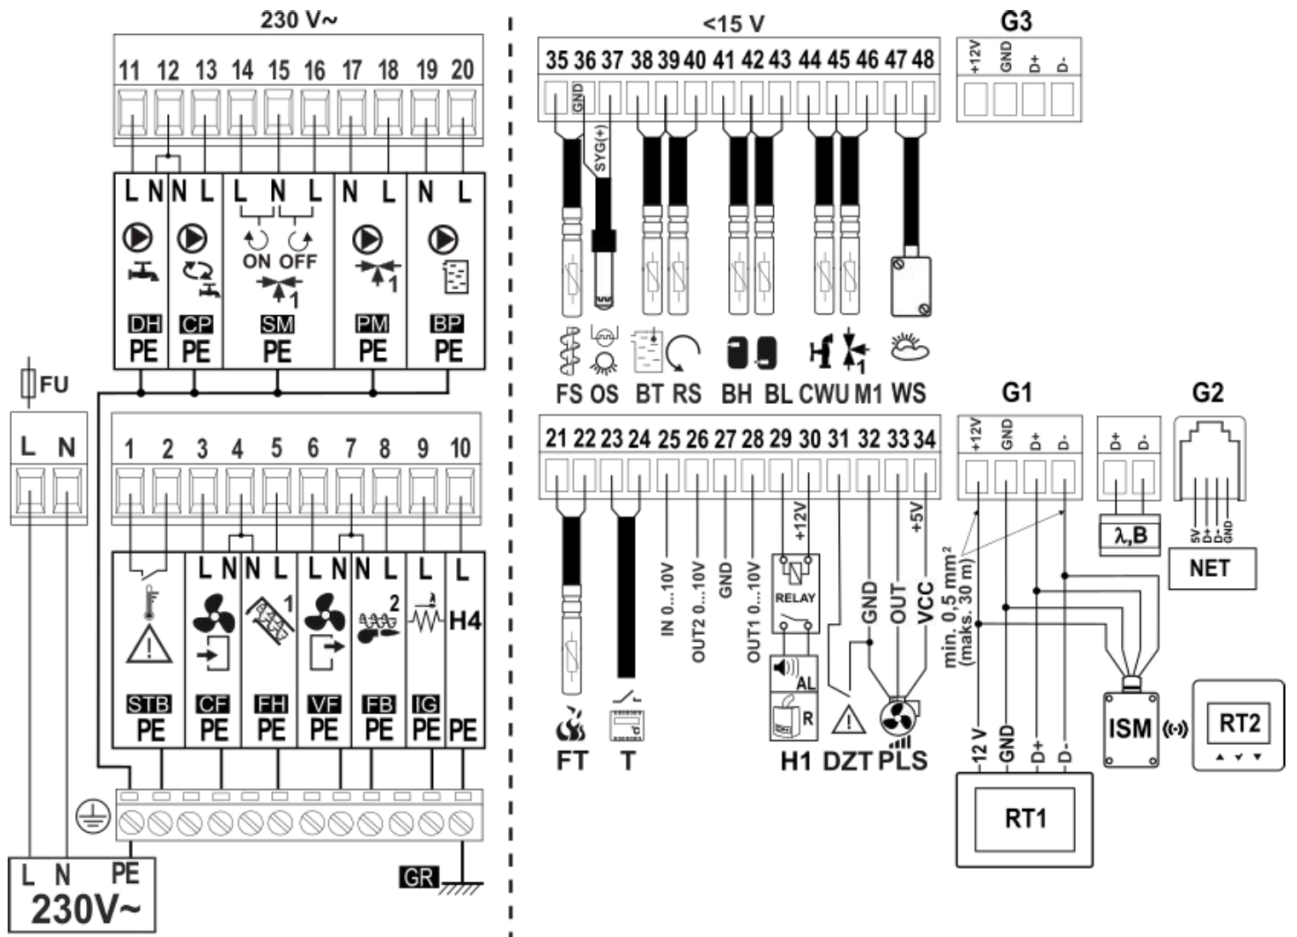 230 V~
11 12 13 14 15 16 17 18 19 20
L N N L L N L N L N L
ON OFF
1 1
DH CP SM PM BP
PE PE PE PE PE
FU
L N
1 2 3 4 5 6 7 8 9 10
L N N L L N N L L L
1 2
H4
STB CF FH VF FB IG
PE PE PE PE PE PE PE
GR
L N PE
230V~
<15 V
35 36 37 38 39 40 41 42 43 44 45 46 47 48
GND
SYG(+)
1
FS OS BT RS BH BL CWU M1 WS
G3
+12V GND D+ D-
21 22 23 24 25 26 27 28 29 30 31 32 33 34
IN 0...10V
OUT2 0...10V
GND
OUT1 0...10V
+12V
RELAY
AL
R
GND
OUT
VCC
+5V
°C
FT T H1 DZT PLS
G1
+12V GND D+ D-
min. 0,5 mm²
(maks. 30 m)
D+ D-
λ,B
G2
5V D+ D- GND
NET
12 V GND D+ D-
RT1
ISM
RT2